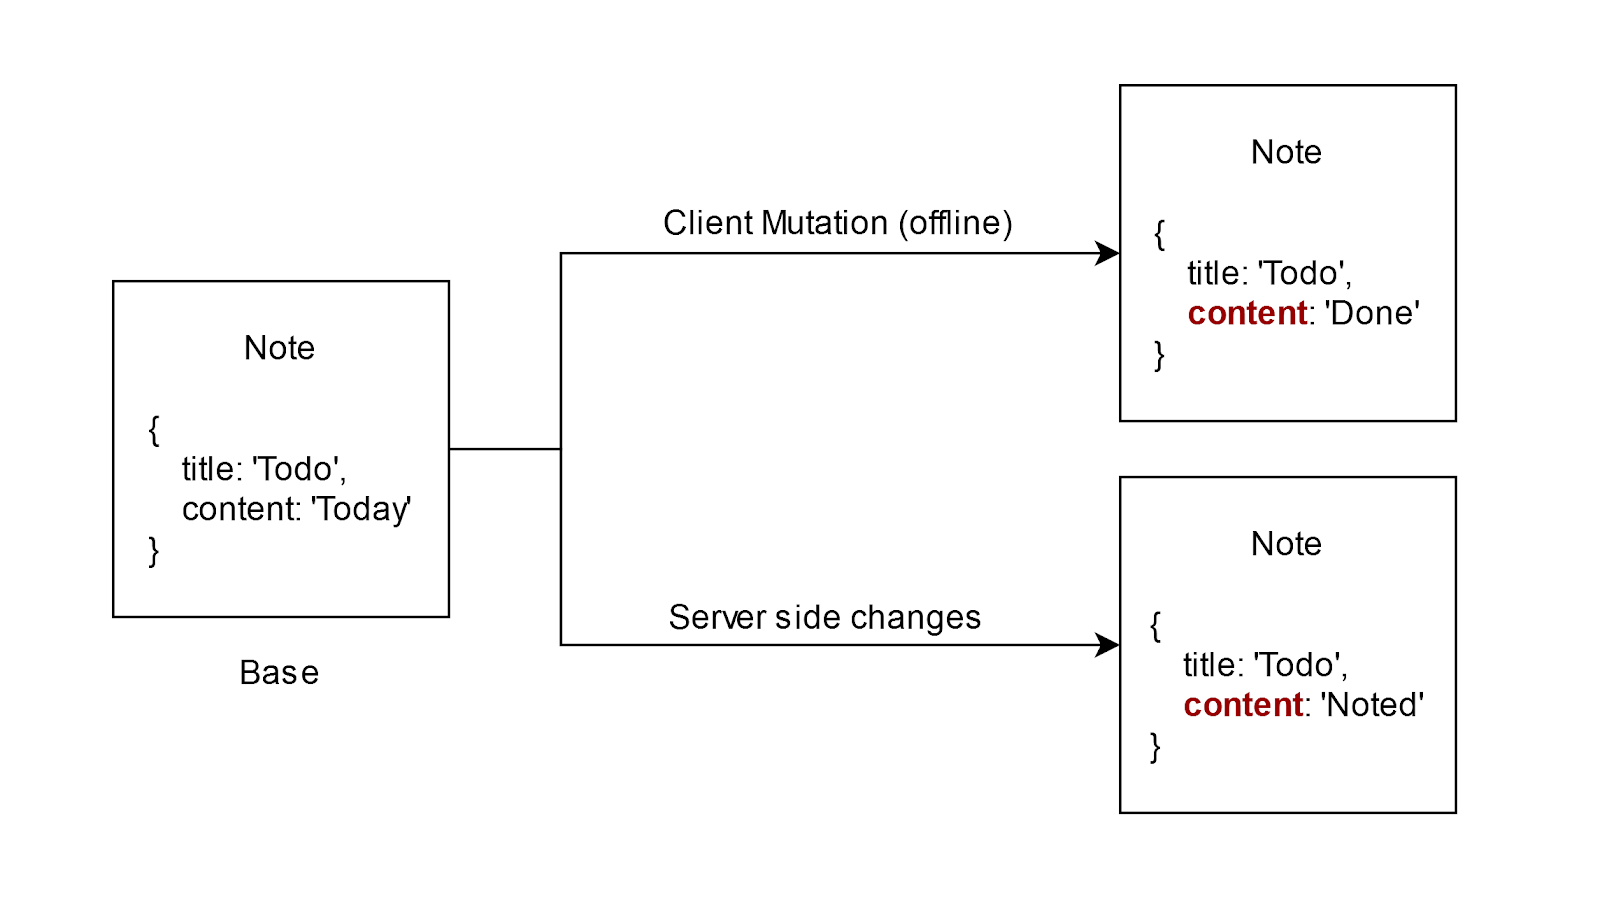 Note
{
title: 'Todo',
content: 'Today'
}
Base
Client Mutation (offline)
Note
{
title: 'Todo',
content: 'Done'
}
Server side changes
Note
{
title: 'Todo',
content: 'Noted'
}